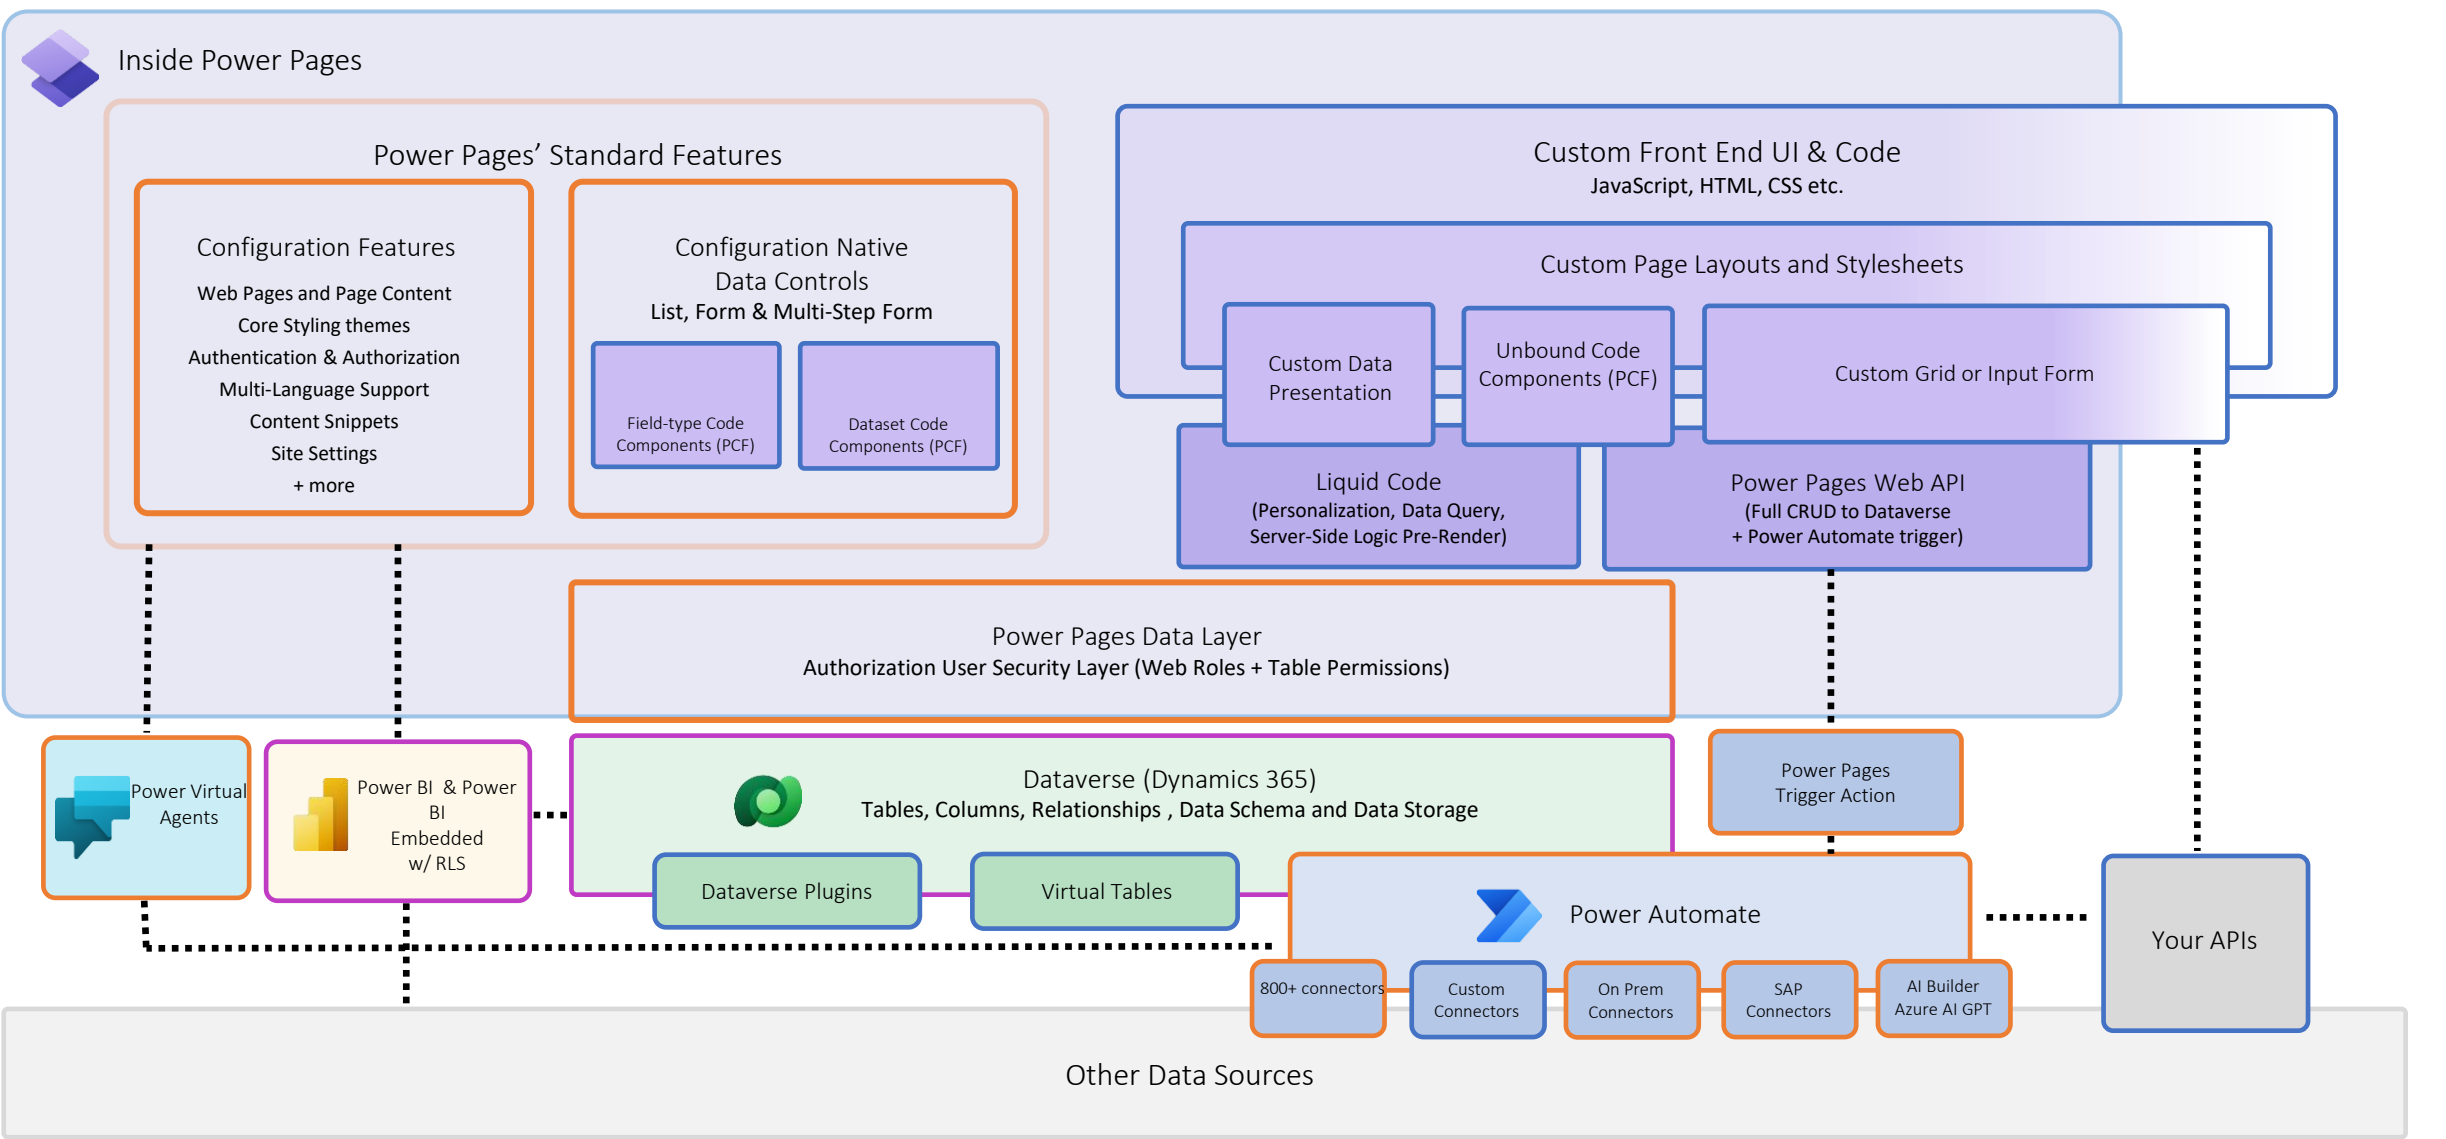 Inside Power Pages
Power Pages’ Standard Features
Configuration Features
Web Pages and Page Content
Core Styling themes
Authentication & Authorization
Multi-Language Support
Content Snippets
Site Settings
+ more
Configuration Native
Data Controls
List, Form & Multi-Step Form
Field-type Code
Components (PCF)
Dataset Code
Components (PCF)
Custom Front End UI & Code
JavaScript, HTML, CSS etc.
Custom Page Layouts and Stylesheets
Custom Data
Presentation
Unbound Code
Components (PCF)
Custom Grid or Input Form
Liquid Code
(Personalization, Data Query,
Server-Side Logic Pre-Render)
Power Pages Web API
(Full CRUD to Dataverse
+ Power Automate trigger)
Power Pages Data Layer
Authorization User Security Layer (Web Roles + Table Permissions)
Power Virtual
Agents
Power BI & Power
BI
Embedded
w/ RLS
Dataverse (Dynamics 365)
Tables, Columns, Relationships , Data Schema and Data Storage
Dataverse Plugins
Virtual Tables
Power Pages
Trigger Action
Power Automate
800+ connectors
Custom
Connectors
On Prem
Connectors
SAP
Connectors
AI Builder
Azure AI GPT
Your APIs
Other Data Sources